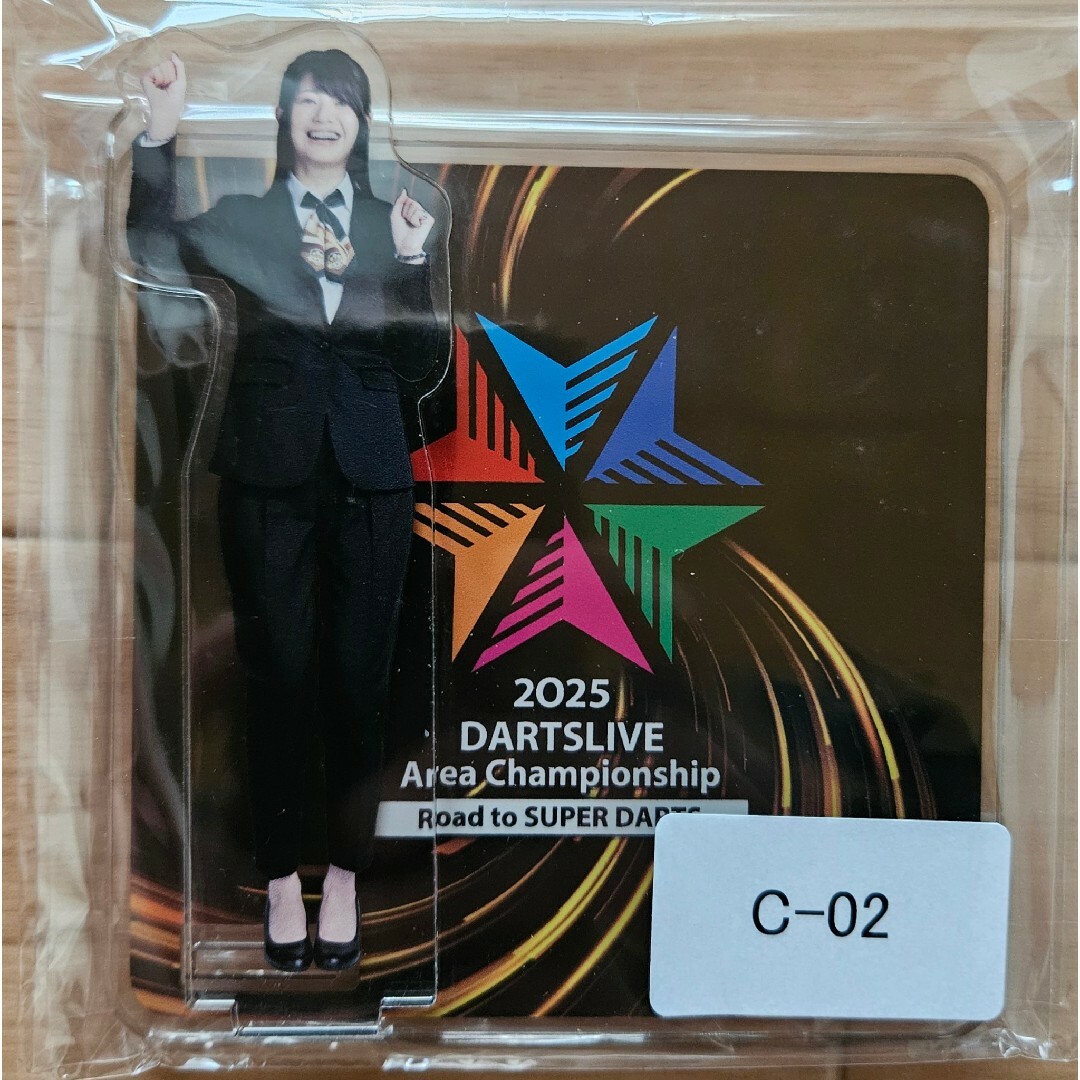 2025
DARTSLIVE
Area Championship
Road to SUPER DARTS
C-02